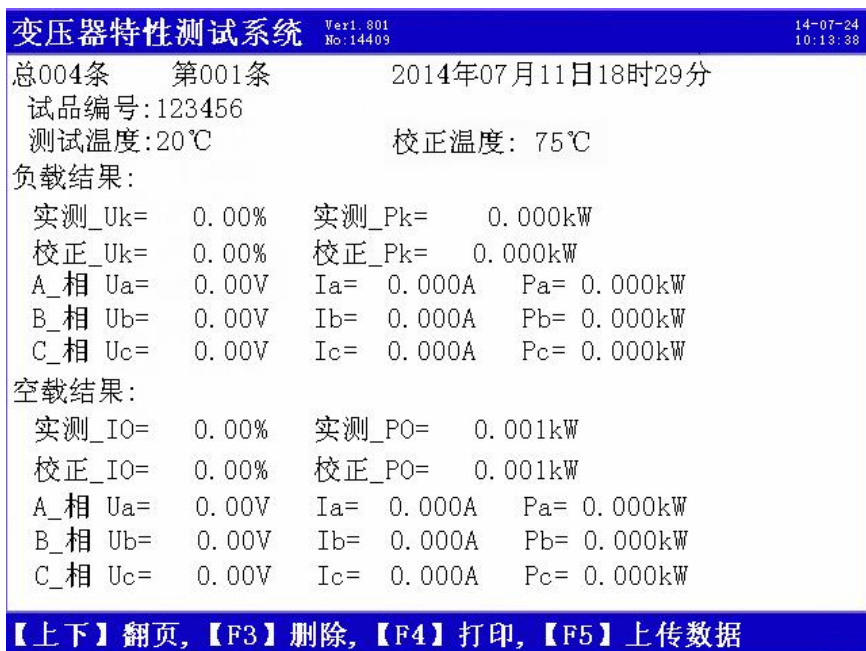 变压器特性测试系统 Ver1.801 No:14409 14-07-24 10:13:38
总004条 第001条 2014年07月11日18时29分
试品编号:123456
测试温度:20℃ 校正温度: 75℃
负载结果:
实测_Uk= 0.00% 实测_Pk= 0.000kW
校正_Uk= 0.00% 校正_Pk= 0.000kW
A_相 Ua= 0.00V Ia= 0.000A Pa= 0.000kW
B_相 Ub= 0.00V Ib= 0.000A Pb= 0.000kW
C_相 Uc= 0.00V Ic= 0.000A Pc= 0.000kW
空载结果:
实测_IO= 0.00% 实测_PO= 0.001kW
校正_IO= 0.00% 校正_PO= 0.001kW
A_相 Ua= 0.00V Ia= 0.000A Pa= 0.000kW
B_相 Ub= 0.00V Ib= 0.000A Pb= 0.000kW
C_相 Uc= 0.00V Ic= 0.000A Pc= 0.000kW
【上下】翻页,【F3】删除,【F4】打印,【F5】上传数据